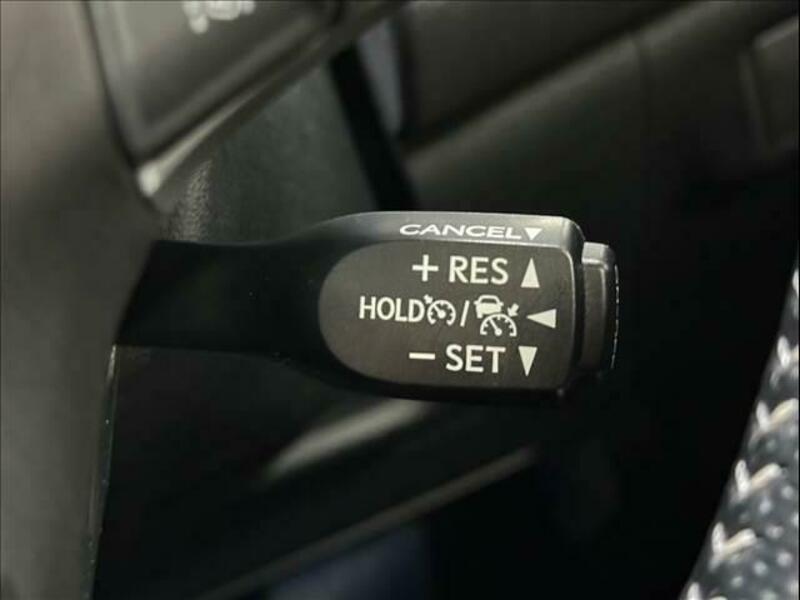 CANCEL▼
+ RES ▲
HOLD / ◀
− SET ▼